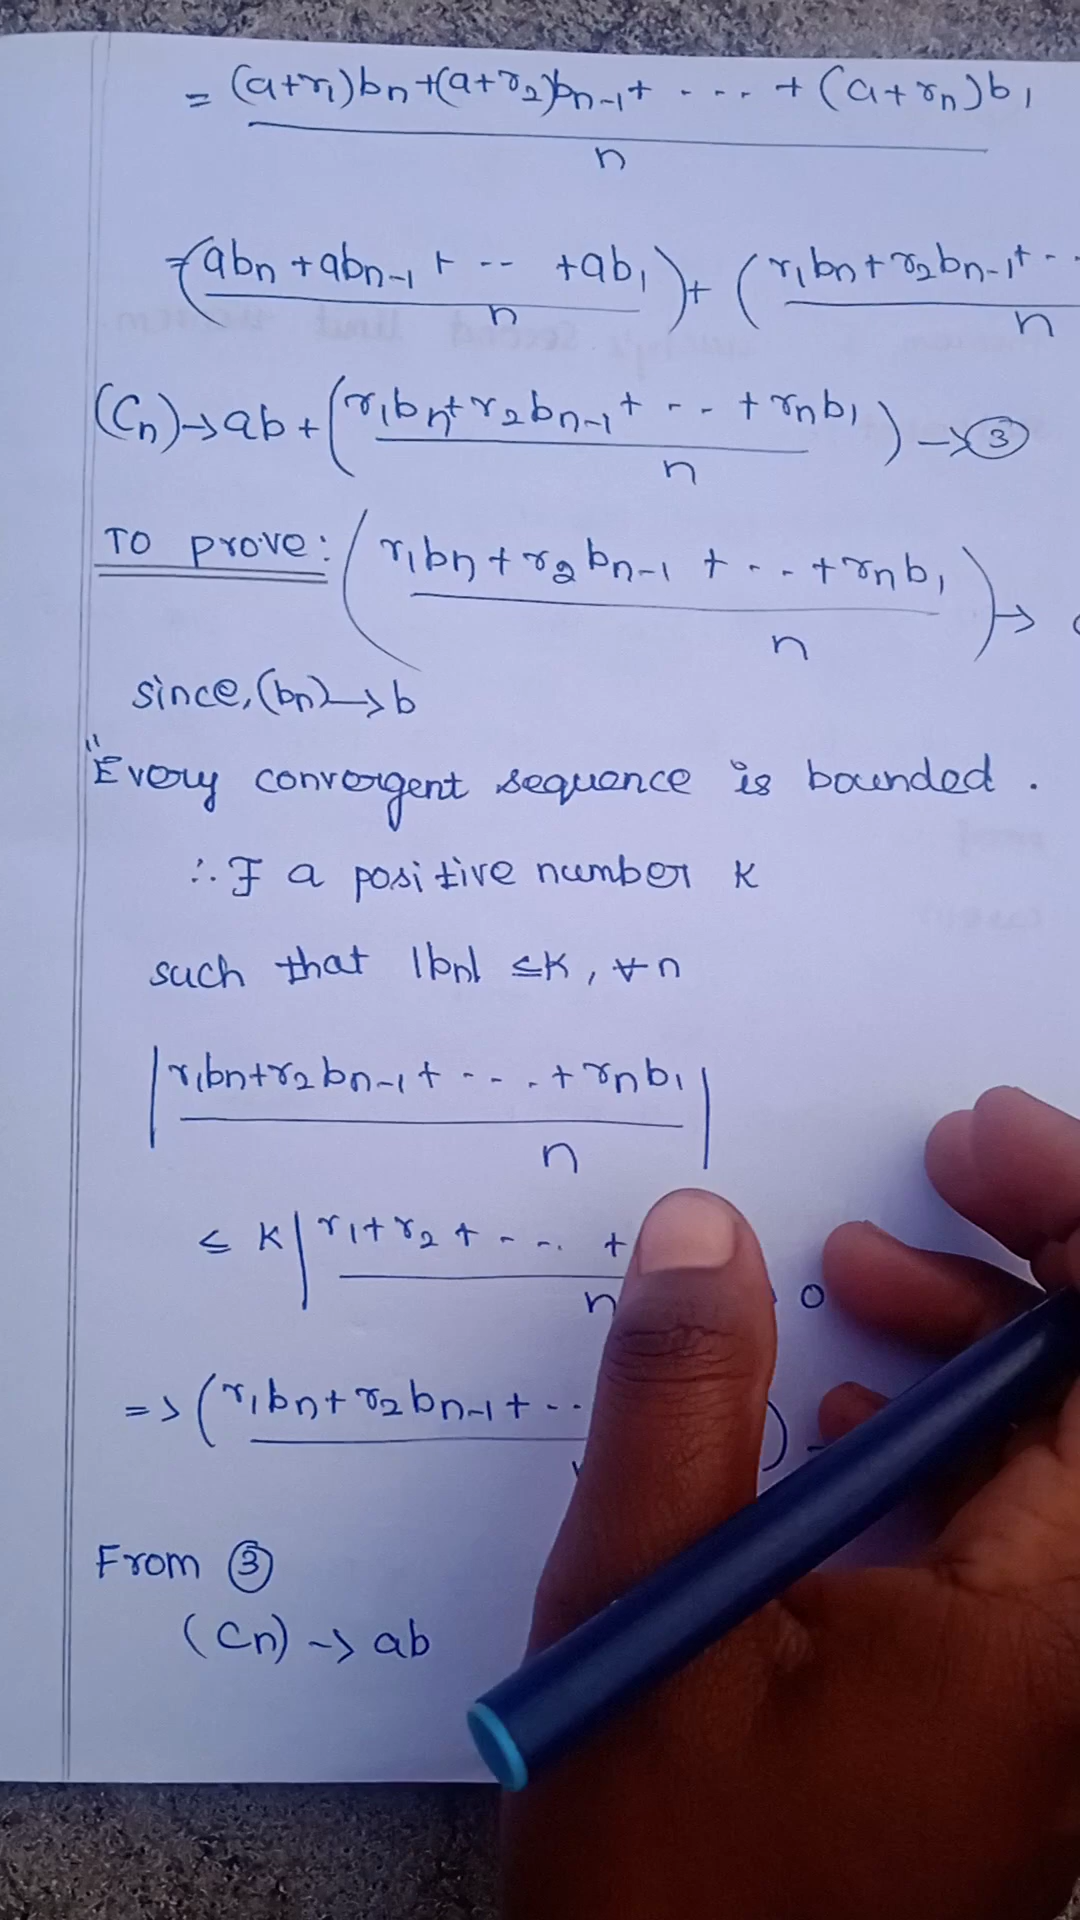 = (a+r₁)bn+(a+r₂)bn-1+ - - - + (a+rn)b₁
n
=(abn+abn-1 + -- +ab₁)+ (r₁bn+r₂bn-1+ - -
n n
(Cn)→ab+(r₁bn+r₂bn-1+ - - + rnb₁)→③
n
TO prove: (r₁bn+r₂bn-1 + - - +rnb₁)→
n
since,(bn)→b
"Every convergent sequence is bounded.
∴ ∃ a positive number K
such that |bn| ≤K, ∀n
|r₁bn+r₂bn-1+ - - - + rnb₁|
n
≤ K|r₁+r₂+ - - - +
n 0
=> (r₁bn+r₂bn-1+ - - )
From ③
(Cn) → ab